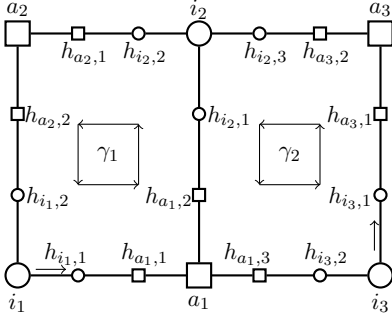 a₂ i₂ a₃
h_{a₂,1} h_{i₂,2} h_{i₂,3} h_{a₃,2}
h_{a₂,2} h_{i₂,1} h_{a₃,1}
γ₁ γ₂
h_{i₁,2} h_{a₁,2} h_{i₃,1}
h_{i₁,1} h_{a₁,1} h_{a₁,3} h_{i₃,2}
i₁ a₁ i₃